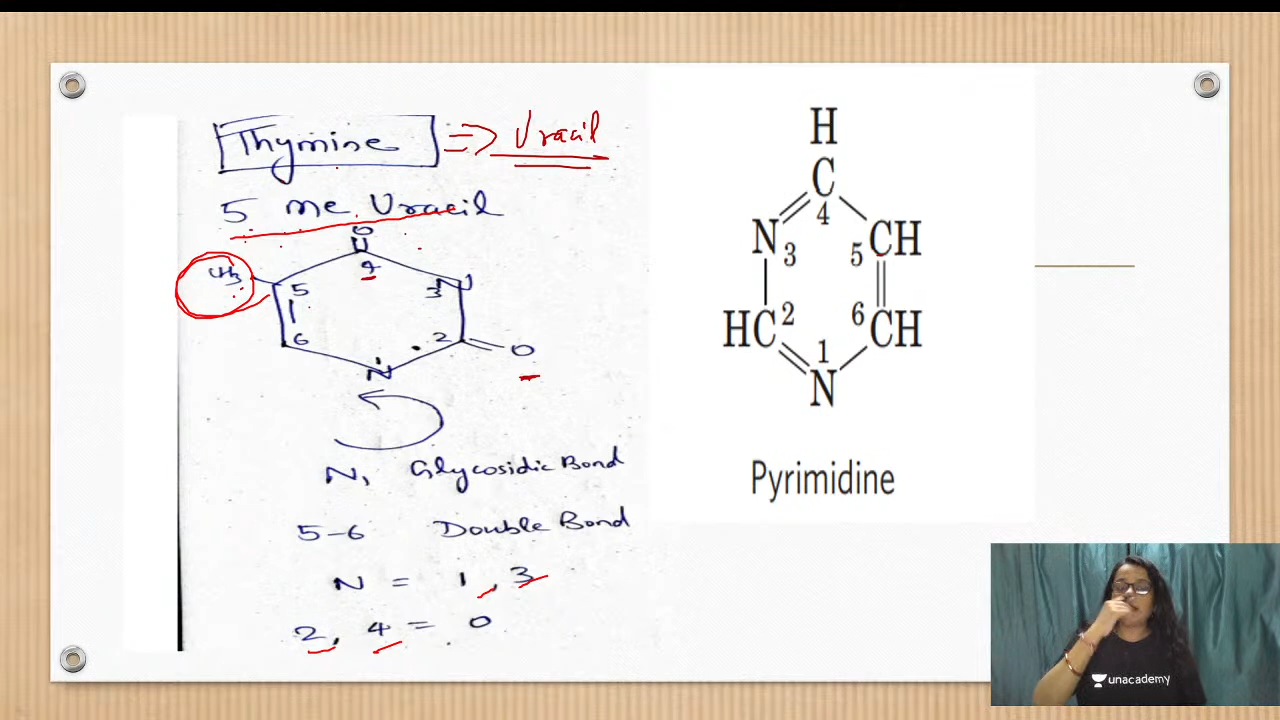 Thymine ⇒ Uracil
5 Me Uracil
O
4
CH3
5
3
6
2
O
1
N
N1 Glycosidic Bond
5-6 Double Bond
N = 1, 3
2, 4 = O
H
C
4
N 3
5 CH
HC 2
6 CH
1
N
Pyrimidine
unacademy